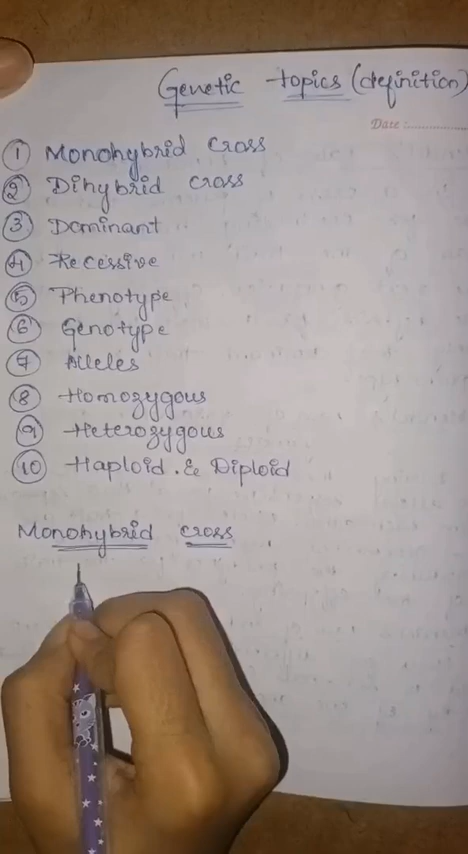 Genetic topics (definition)
Date :..............
1 Monohybrid cross
2 Dihybrid cross
3 Dominant
4 Recessive
5 Phenotype
6 Genotype
7 Alleles
8 Homozygous
9 Heterozygous
10 Haploid . & Diploid
Monohybrid cross